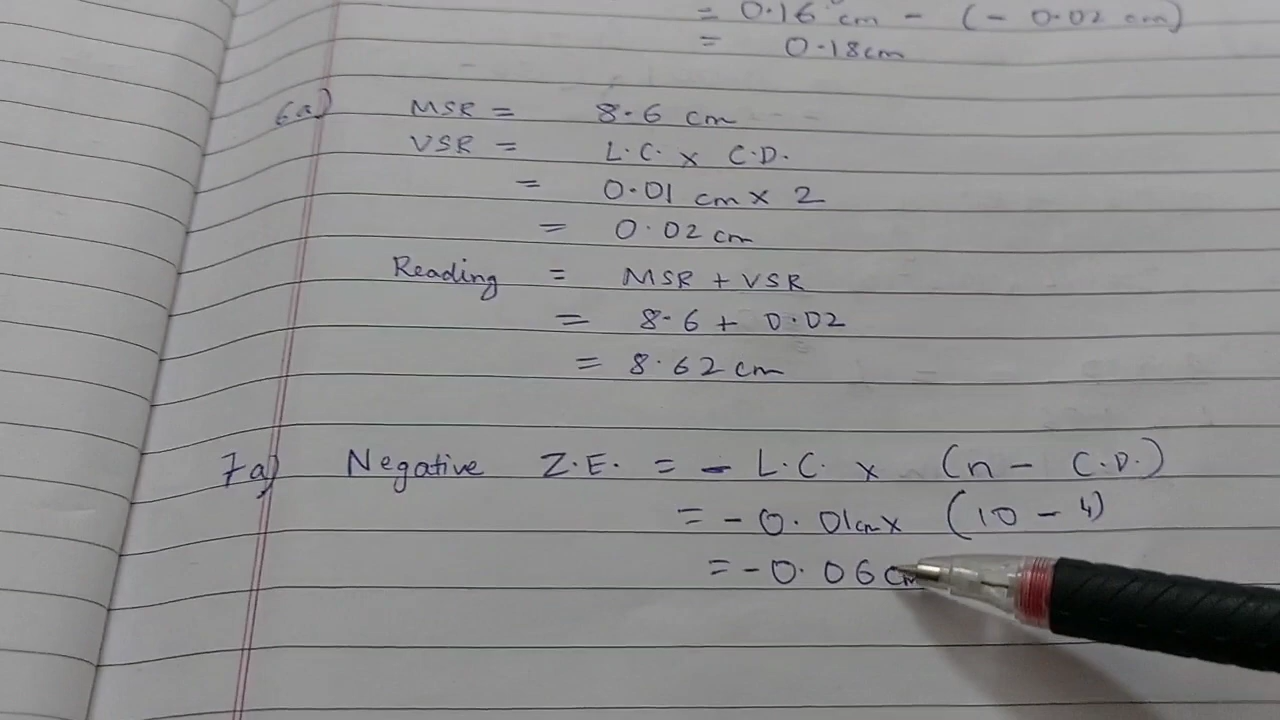 = 0.16 cm - (- 0.02 cm)
= 0.18cm
6a) MSR = 8.6 cm
VSR = L.C. x C.D.
= 0.01 cm x 2
= 0.02 cm
Reading = MSR + VSR
= 8.6 + 0.02
= 8.62 cm
7a) Negative Z.E. = - L.C. x (n - C.D.)
= - 0.01cm x (10 - 4)
= - 0.06 cm